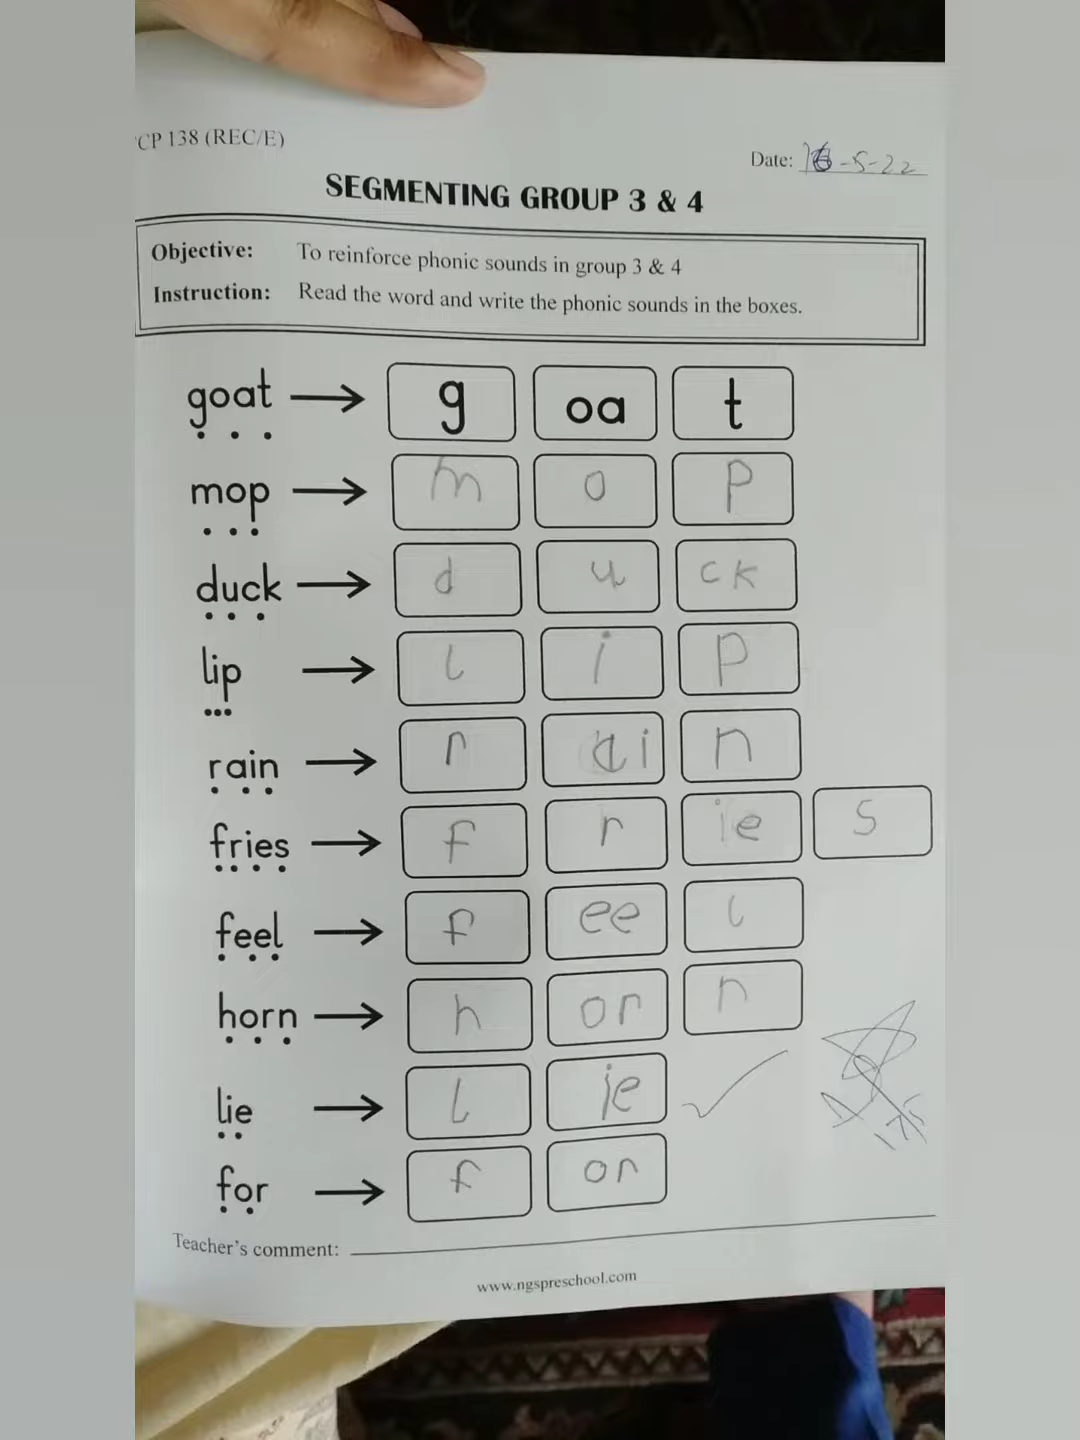 CP 138 (REC/E)
Date: 16-5-22
SEGMENTING GROUP 3 & 4
Objective: To reinforce phonic sounds in group 3 & 4
Instruction: Read the word and write the phonic sounds in the boxes.
goat → g oa t
mop → m o p
duck → d u ck
lip → l i p
rain → r ai n
fries → f r ie s
feel → f ee l
horn → h or n
lie → l ie
for → f or
Teacher's comment:
www.ngspreschool.com